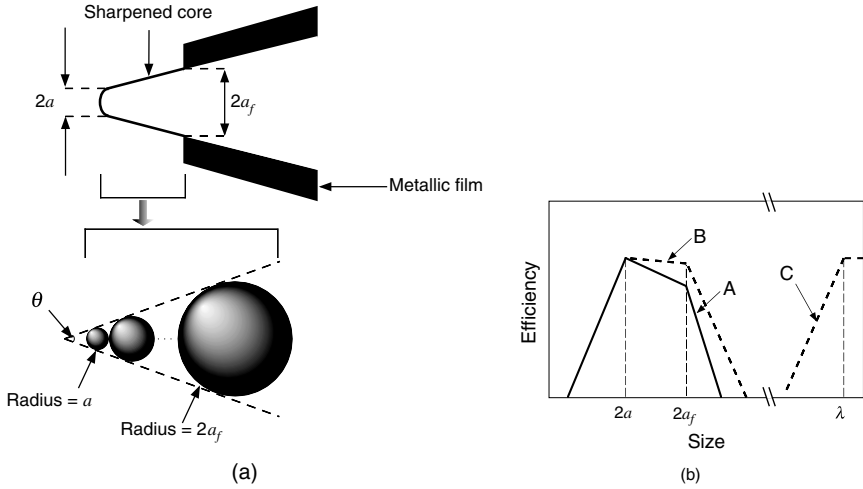 Sharpened core
2a
2a_f
Metallic film
θ
Radius = a
Radius = 2a_f
(a)
Efficiency
B
A
C
2a
2a_f
λ
Size
(b)